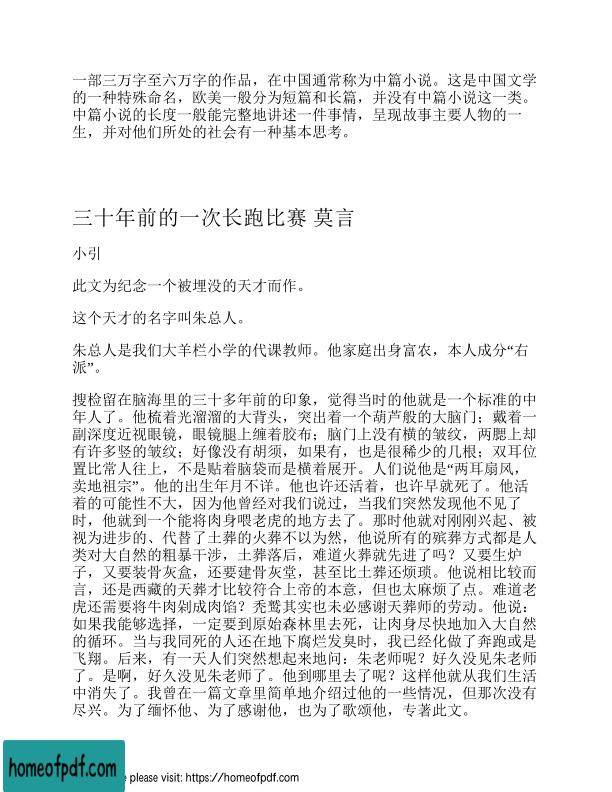 一部三万字至六万字的作品，在中国通常称为中篇小说。这是中国文学
的一种特殊命名，欧美一般分为短篇和长篇，并没有中篇小说这一类。
中篇小说的长度一般能完整地讲述一件事情，呈现故事主要人物的一
生，并对他们所处的社会有一种基本思考。
三十年前的一次长跑比赛 莫言
小引
此文为纪念一个被埋没的天才而作。
这个天才的名字叫朱总人。
朱总人是我们大羊栏小学的代课教师。他家庭出身富农，本人成分“右
派”。
搜检留在脑海里的三十多年前的印象，觉得当时的他就是一个标准的中
年人了。他梳着光溜溜的大背头，突出着一个葫芦般的大脑门；戴着一
副深度近视眼镜，眼镜腿上缠着胶布；脑门上没有横的皱纹，两腮上却
有许多竖的皱纹；好像没有胡须，如果有，也是很稀少的几根；双耳位
置比常人往上，不是贴着脑袋而是横着展开。人们说他是“两耳扇风，
卖地祖宗”。他的出生年月不详。他也许还活着，也许早就死了。他活
着的可能性不大，因为他曾经对我们说过，当我们突然发现他不见了
时，他就到一个能将肉身喂老虎的地方去了。那时他就对刚刚兴起、被
视为进步的、代替了土葬的火葬不以为然，他说所有的殡葬方式都是人
类对大自然的粗暴干涉，土葬落后，难道火葬就先进了吗？又要生炉
子，又要装骨灰盒，还要建骨灰堂，甚至比土葬还烦琐。他说相比较而
言，还是西藏的天葬才比较符合上帝的本意，但也太麻烦了点。难道老
虎还需要将牛肉剁成肉馅？秃鹫其实也未必感谢天葬师的劳动。他说：
如果我能够选择，一定要到原始森林里去死，让肉身尽快地加入大自然
的循环。当与我同死的人还在地下腐烂发臭时，我已经化做了奔跑或是
飞翔。后来，有一天人们突然想起来地问：朱老师呢？好久没见朱老师
了。是啊，好久没见朱老师了。他到哪里去了呢？这样他就从我们生活
中消失了。我曾在一篇文章里简单地介绍过他的一些情况，但那次没有
尽兴。为了缅怀他、为了感谢他，也为了歌颂他，专著此文。
homeofpdf.com
please visit: https://homeofpdf.com